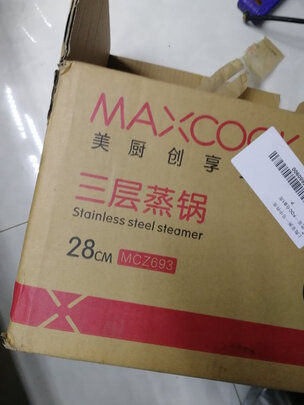 MAXCOOK
美厨创享
三层蒸锅
Stainless steel steamer
28CM MCZ693